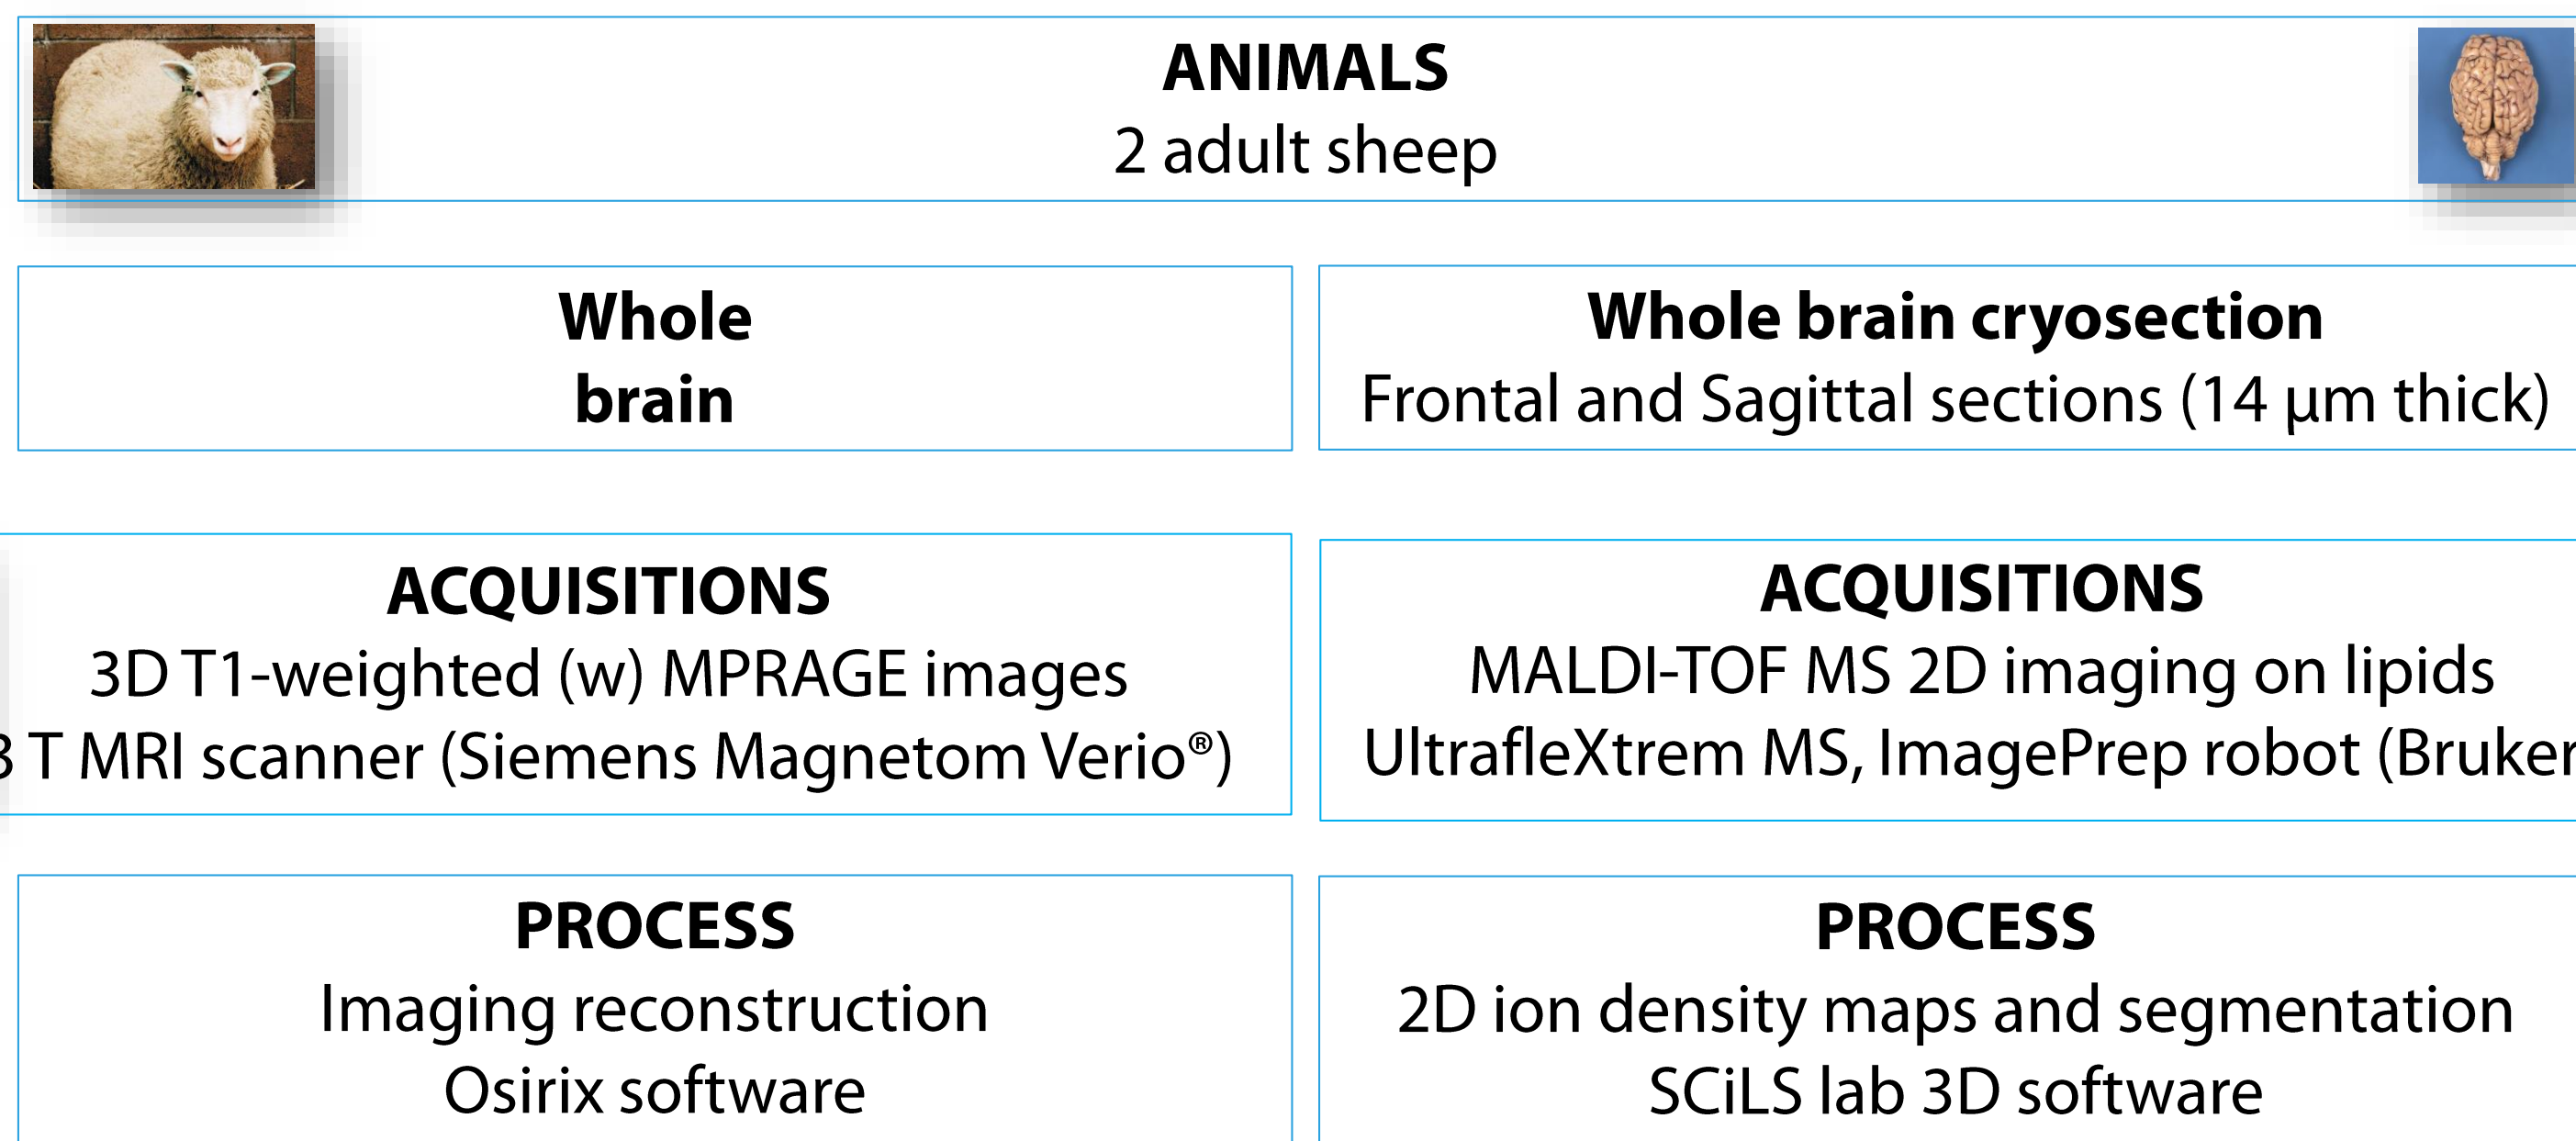 ANIMALS
2 adult sheep
Whole
brain
Whole brain cryosection
Frontal and Sagittal sections (14 µm thick)
ACQUISITIONS
3D T1-weighted (w) MPRAGE images
3 T MRI scanner (Siemens Magnetom Verio®)
ACQUISITIONS
MALDI-TOF MS 2D imaging on lipids
UltrafleXtrem MS, ImagePrep robot (Bruker
PROCESS
Imaging reconstruction
Osirix software
PROCESS
2D ion density maps and segmentation
SCiLS lab 3D software